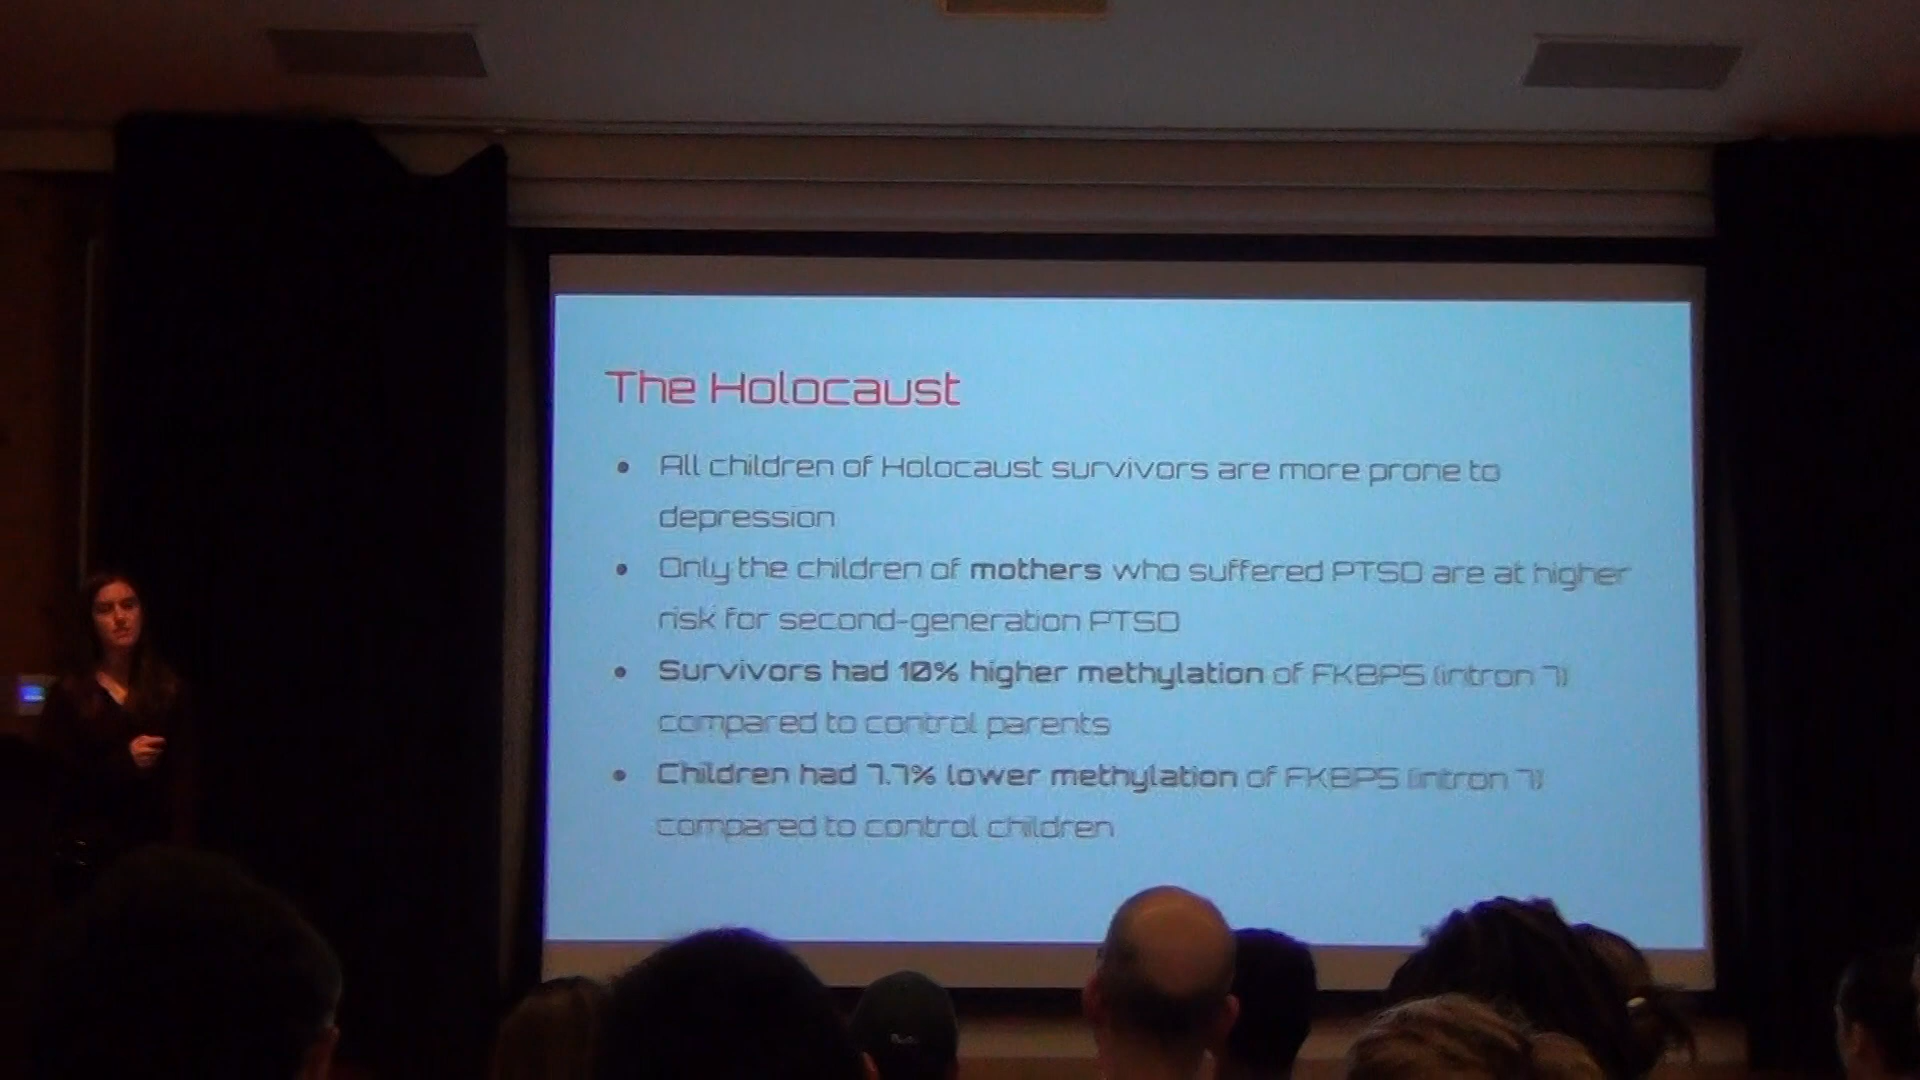 The Holocaust
• All children of Holocaust survivors are more prone to
depression
• Only the children of mothers who suffered PTSD are at higher
risk for second-generation PTSD
• Survivors had 10% higher methylation of FKBP5 (intron 7)
compared to control parents
• Children had 7.7% lower methylation of FKBP5 (intron 7)
compared to control children